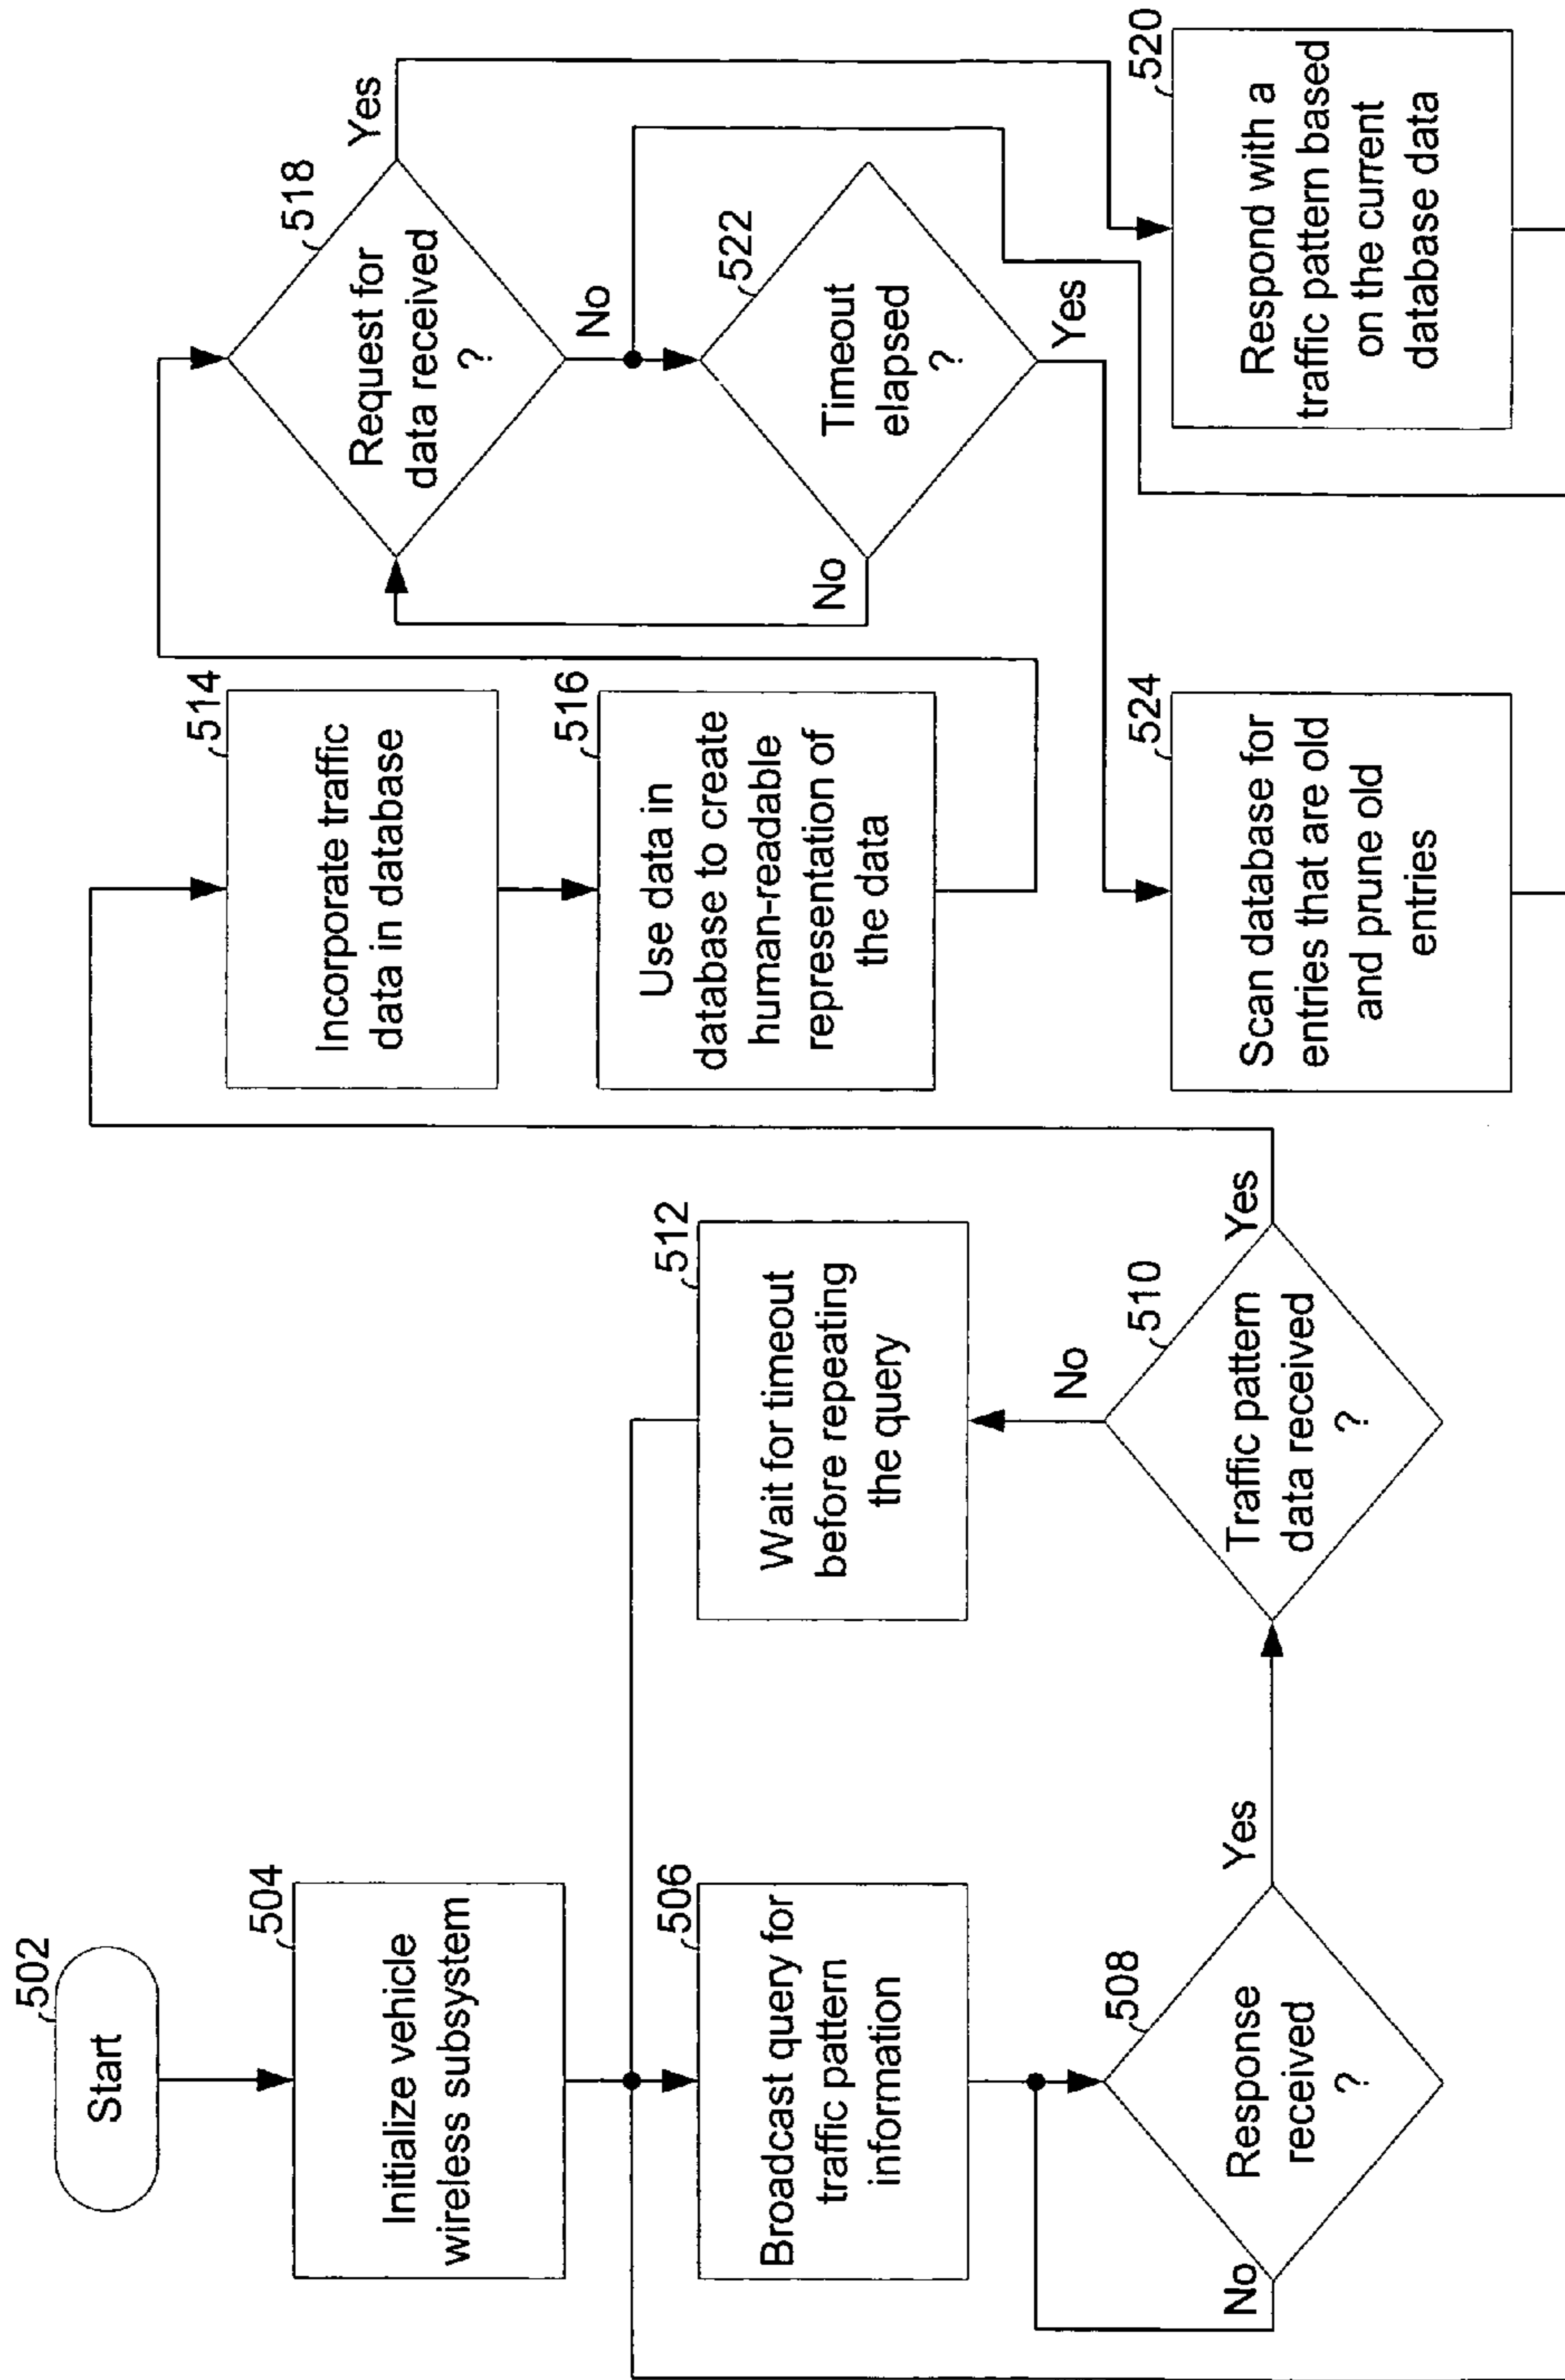 502
Start
504
Initialize vehicle
wireless subsystem
506
Broadcast query for
traffic pattern
information
508
Response
received
?
No
Yes
512
Wait for timeout
before repeating
the query
510
Traffic pattern
data received
?
No
Yes
514
Incorporate traffic
data in database
516
Use data in
database to create
human-readable
representation of
the data
518
Request for
data received
?
Yes
No
522
Timeout
elapsed
?
No
Yes
524
Scan database for
entries that are old
and prune old
entries
520
Respond with a
traffic pattern based
on the current
database data